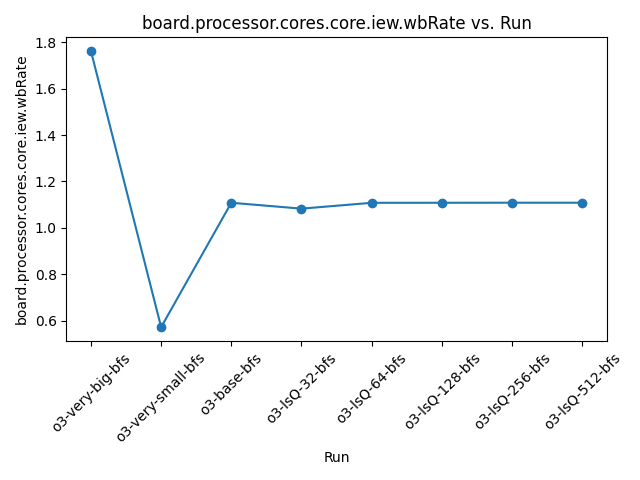 board.processor.cores.core.iew.wbRate vs. Run
board.processor.cores.core.iew.wbRate
1.8
1.6
1.4
1.2
1.0
0.8
0.6
o3-very-big-bfs
o3-very-small-bfs
o3-base-bfs
o3-lsQ-32-bfs
o3-lsQ-64-bfs
o3-lsQ-128-bfs
o3-lsQ-256-bfs
o3-lsQ-512-bfs
Run